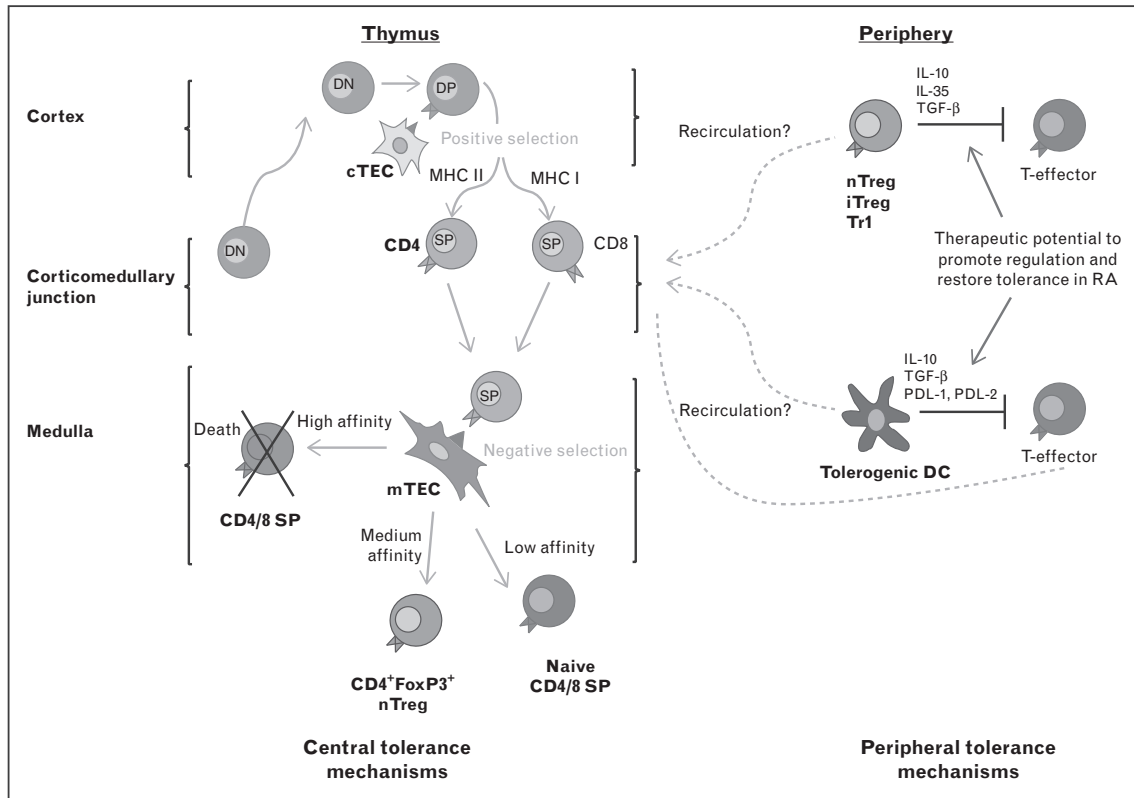 Thymus
Periphery
Cortex
DN
DP
Positive selection
cTEC
MHC II
MHC I
Recirculation?
IL-10
IL-35
TGF-β
nTreg
iTreg
Tr1
T-effector
Corticomedullary
junction
DN
CD4
SP
SP
CD8
Therapeutic potential to
promote regulation and
restore tolerance in RA
Medulla
SP
Death
High affinity
Negative selection
mTEC
CD4/8 SP
Medium
affinity
Low affinity
Recirculation?
IL-10
TGF-β
PDL-1, PDL-2
Tolerogenic DC
T-effector
CD4⁺FoxP3⁺
nTreg
Naive
CD4/8 SP
Central tolerance
mechanisms
Peripheral tolerance
mechanisms